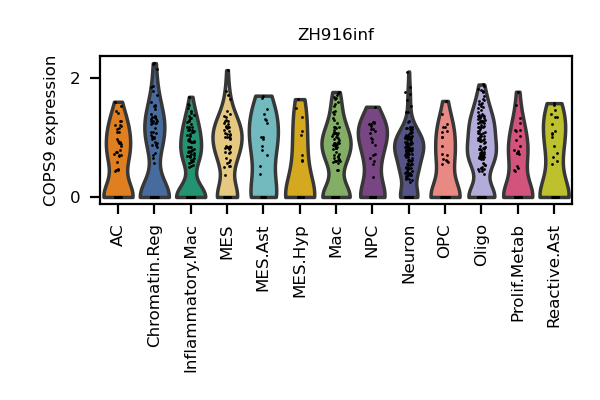 ZH916inf
COPS9 expression
2
0
AC
Chromatin.Reg
Inflammatory.Mac
MES
MES.Ast
MES.Hyp
Mac
NPC
Neuron
OPC
Oligo
Prolif.Metab
Reactive.Ast